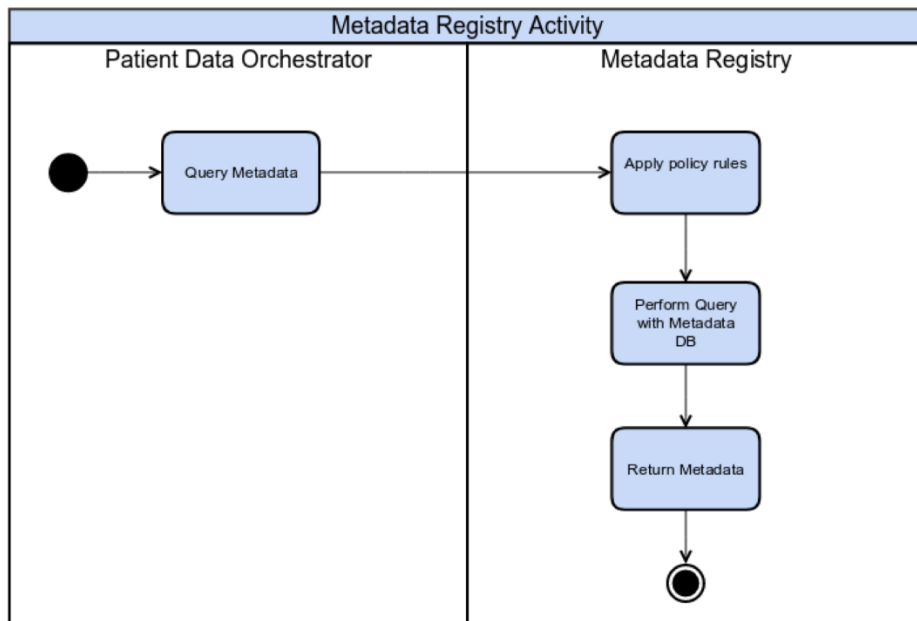 Metadata Registry Activity
Patient Data Orchestrator
Metadata Registry
Query Metadata
Apply policy rules
Perform Query
with Metadata
DB
Return Metadata